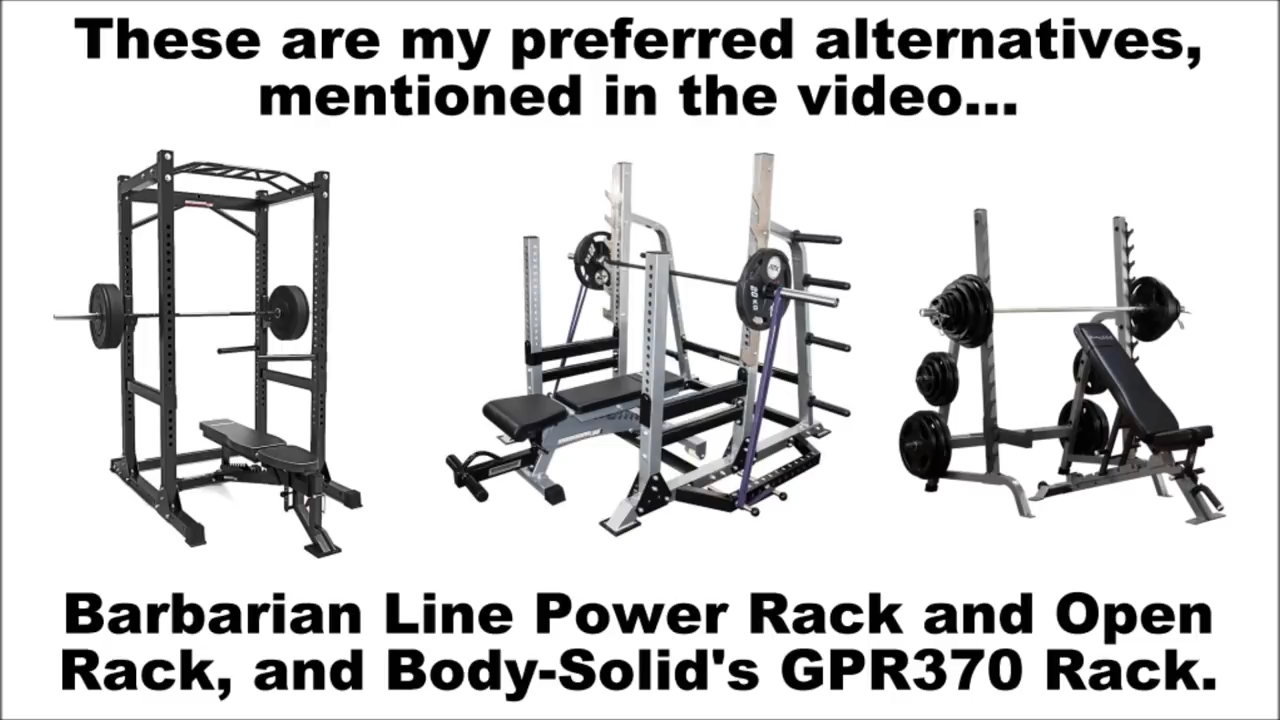 These are my preferred alternatives,
mentioned in the video...
Barbarian Line Power Rack and Open
Rack, and Body-Solid's GPR370 Rack.